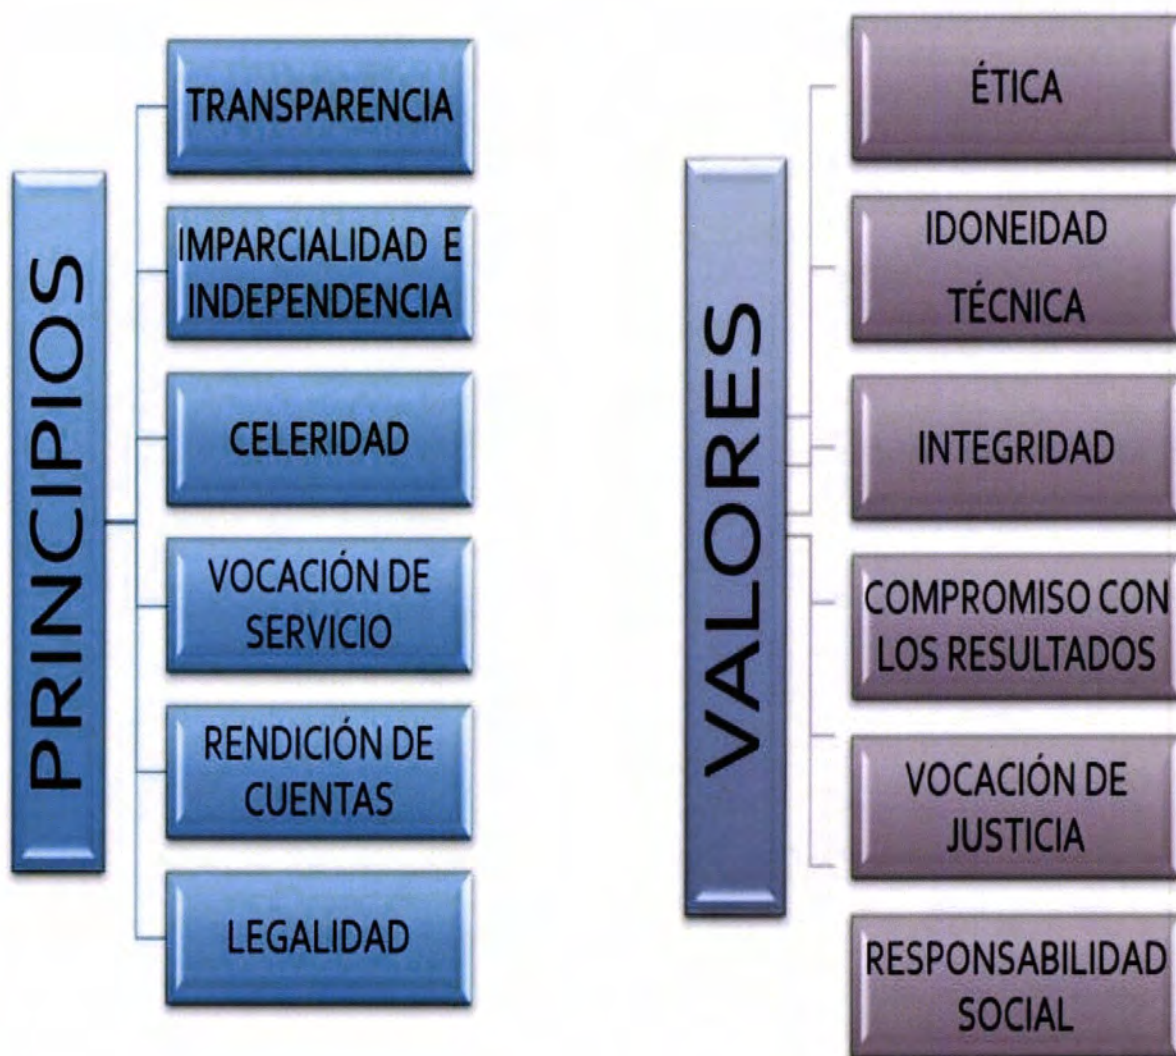 PRINCIPIOS
TRANSPARENCIA
IMPARCIALIDAD E
INDEPENDENCIA
CELERIDAD
VOCACIÓN DE
SERVICIO
RENDICIÓN DE
CUENTAS
LEGALIDAD
VALORES
ÉTICA
IDONEIDAD
TÉCNICA
INTEGRIDAD
COMPROMISO CON
LOS RESULTADOS
VOCACIÓN DE
JUSTICIA
RESPONSABILIDAD
SOCIAL